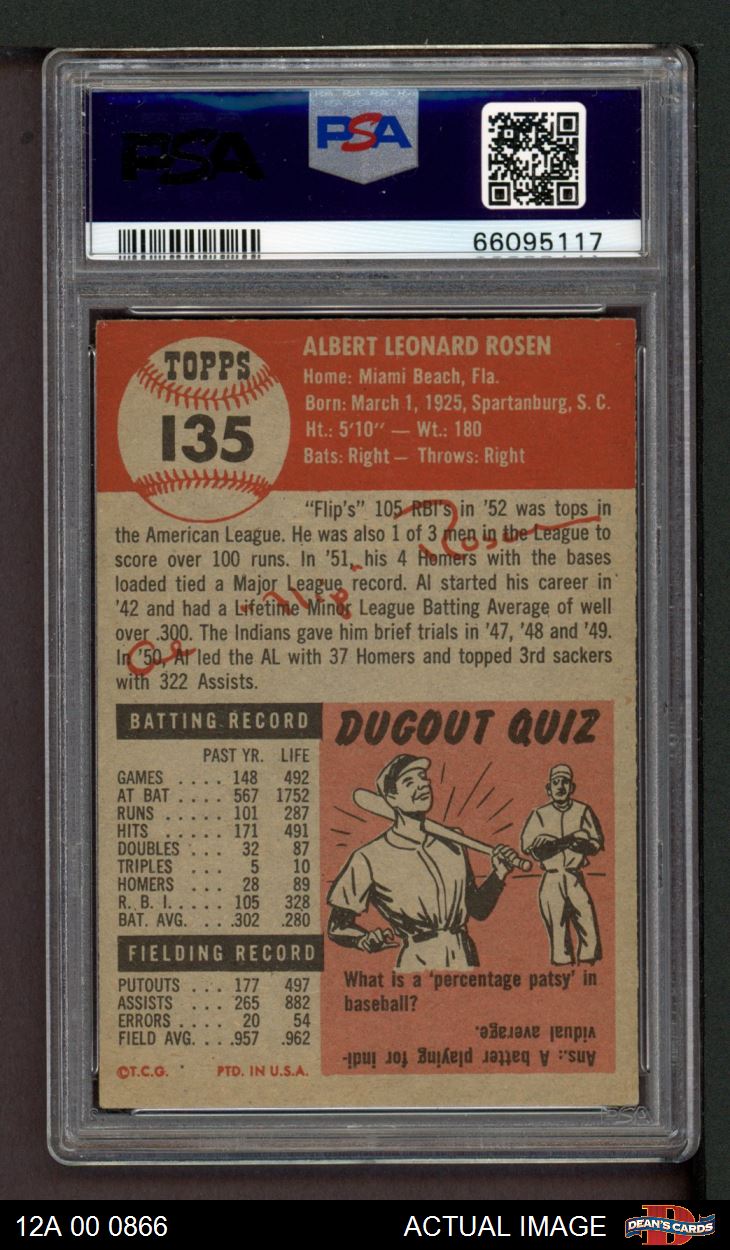 PSA
PSA
66095117
TOPPS
135
ALBERT LEONARD ROSEN
Home: Miami Beach, Fla.
Born: March 1, 1925, Spartanburg, S. C.
Ht.: 5'10" — Wt.: 180
Bats: Right — Throws: Right
"Flip's" 105 RBI's in '52 was tops in
the American League. He was also 1 of 3 men in the League to
score over 100 runs. In '51, his 4 Homers with the bases
loaded tied a Major League record. Al started his career in
'42 and had a Lifetime Minor League Batting Average of well
over .300. The Indians gave him brief trials in '47, '48 and '49.
In '50, Al led the AL with 37 Homers and topped 3rd sackers
with 322 Assists.
Al "Flip" Rosen
BATTING RECORD
PAST YR. LIFE
GAMES .... 148 492
AT BAT .... 567 1752
RUNS ..... 101 287
HITS ..... 171 491
DOUBLES ... 32 87
TRIPLES ... 5 10
HOMERS ... 28 89
R. B. I. .... 105 328
BAT. AVG. ... .302 .280
FIELDING RECORD
PUTOUTS ... 177 497
ASSISTS ... 265 882
ERRORS .... 20 54
FIELD AVG. ... .957 .962
©T.C.G. PTD. IN U.S.A.
DUGOUT QUIZ
What is a 'percentage patsy' in
baseball?
Ans.: A batter playing for indi-
vidual average.
PSA
12A 00 0866
ACTUAL IMAGE
D
DEAN'S CARDS